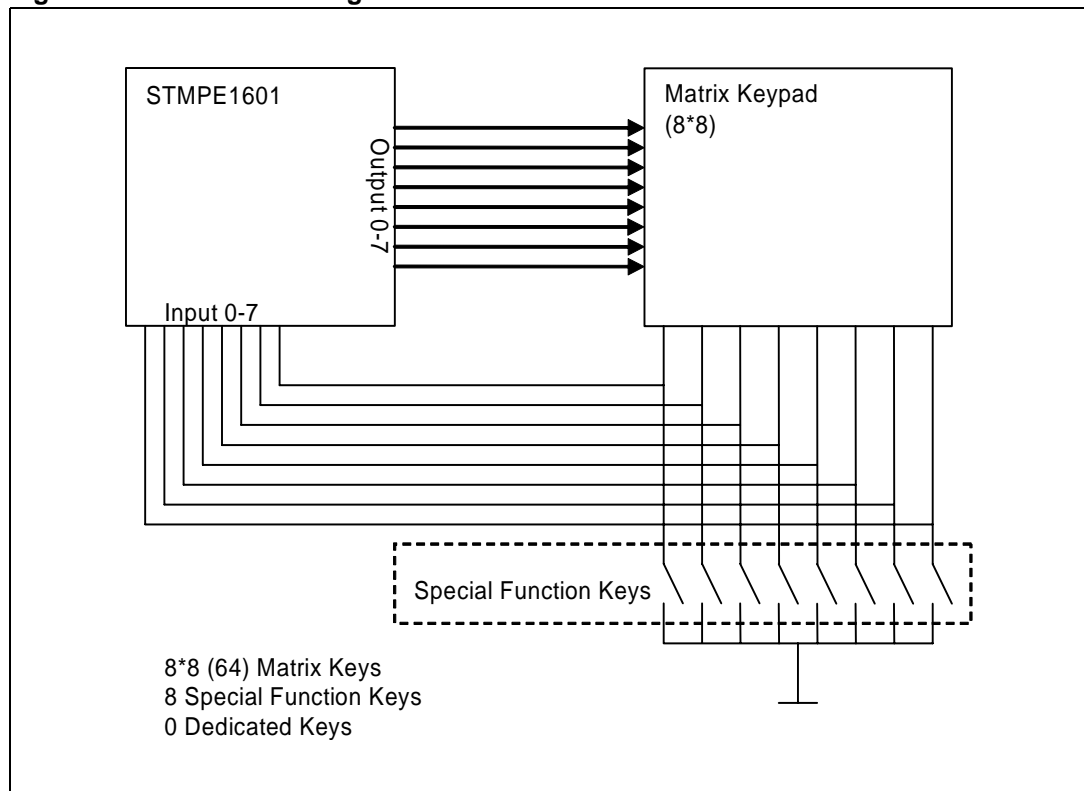 STMPE1601
Matrix Keypad
(8*8)
Output 0-7
Input 0-7
Special Function Keys
8*8 (64) Matrix Keys
8 Special Function Keys
0 Dedicated Keys